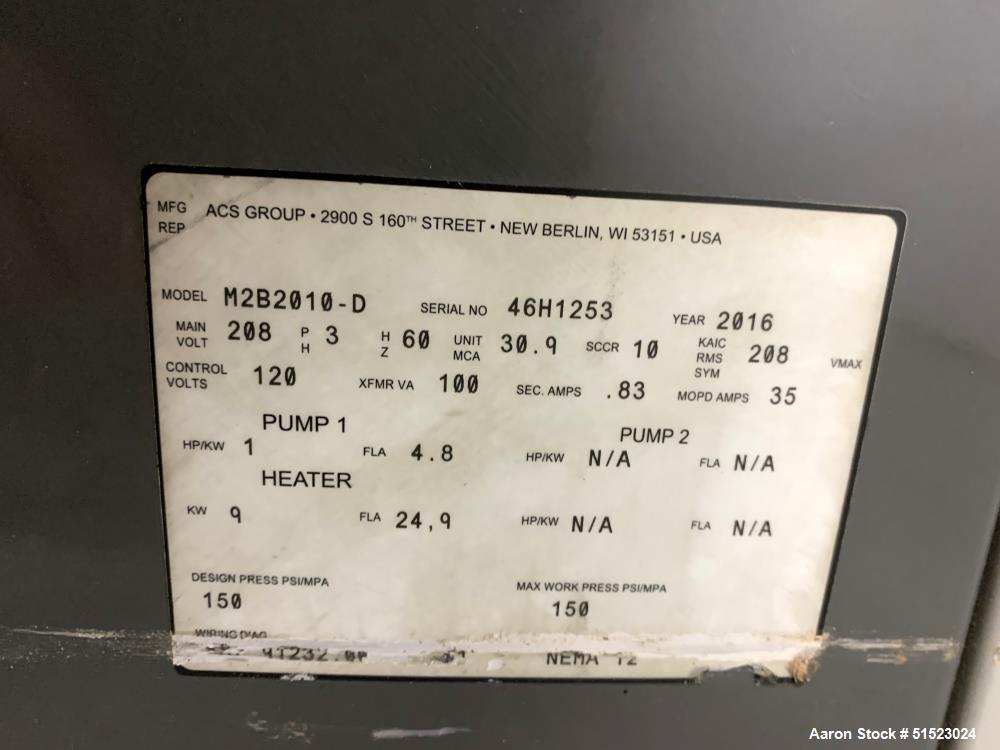 MFG ACS GROUP • 2900 S 160TH STREET • NEW BERLIN, WI 53151 • USA
REP
MODEL M2B2010-D SERIAL NO 46H1253 YEAR 2016
MAIN VOLT 208 PH 3 HZ 60 UNIT MCA 30.9 SCCR 10 KAIC RMS SYM 208 VMAX
CONTROL VOLTS 120 XFMR VA 100 SEC. AMPS .83 MOPD AMPS 35
PUMP 1 PUMP 2
HP/KW 1 FLA 4.8 HP/KW N/A FLA N/A
HEATER
KW 9 FLA 24,9 HP/KW N/A FLA N/A
DESIGN PRESS PSI/MPA MAX WORK PRESS PSI/MPA
150 150
WIRING DIAG
NEMA 12
Aaron Stock # 51523024